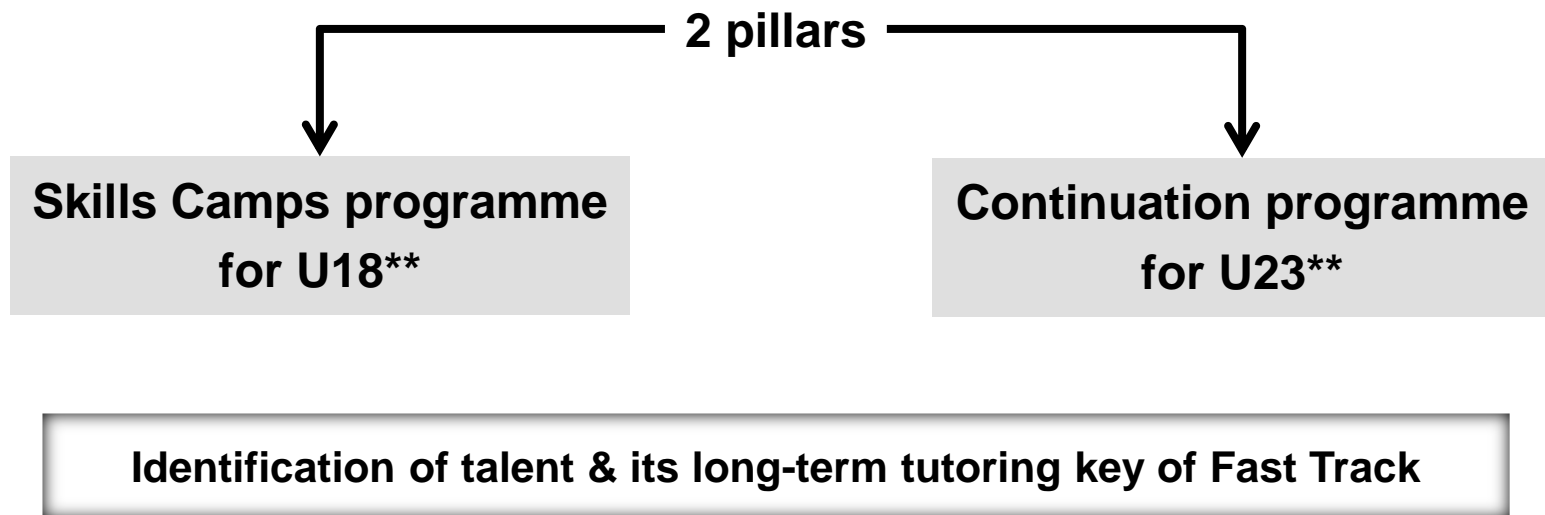 2 pillars
Skills Camps programme
for U18**
Continuation programme
for U23**
Identification of talent & its long-term tutoring key of Fast Track